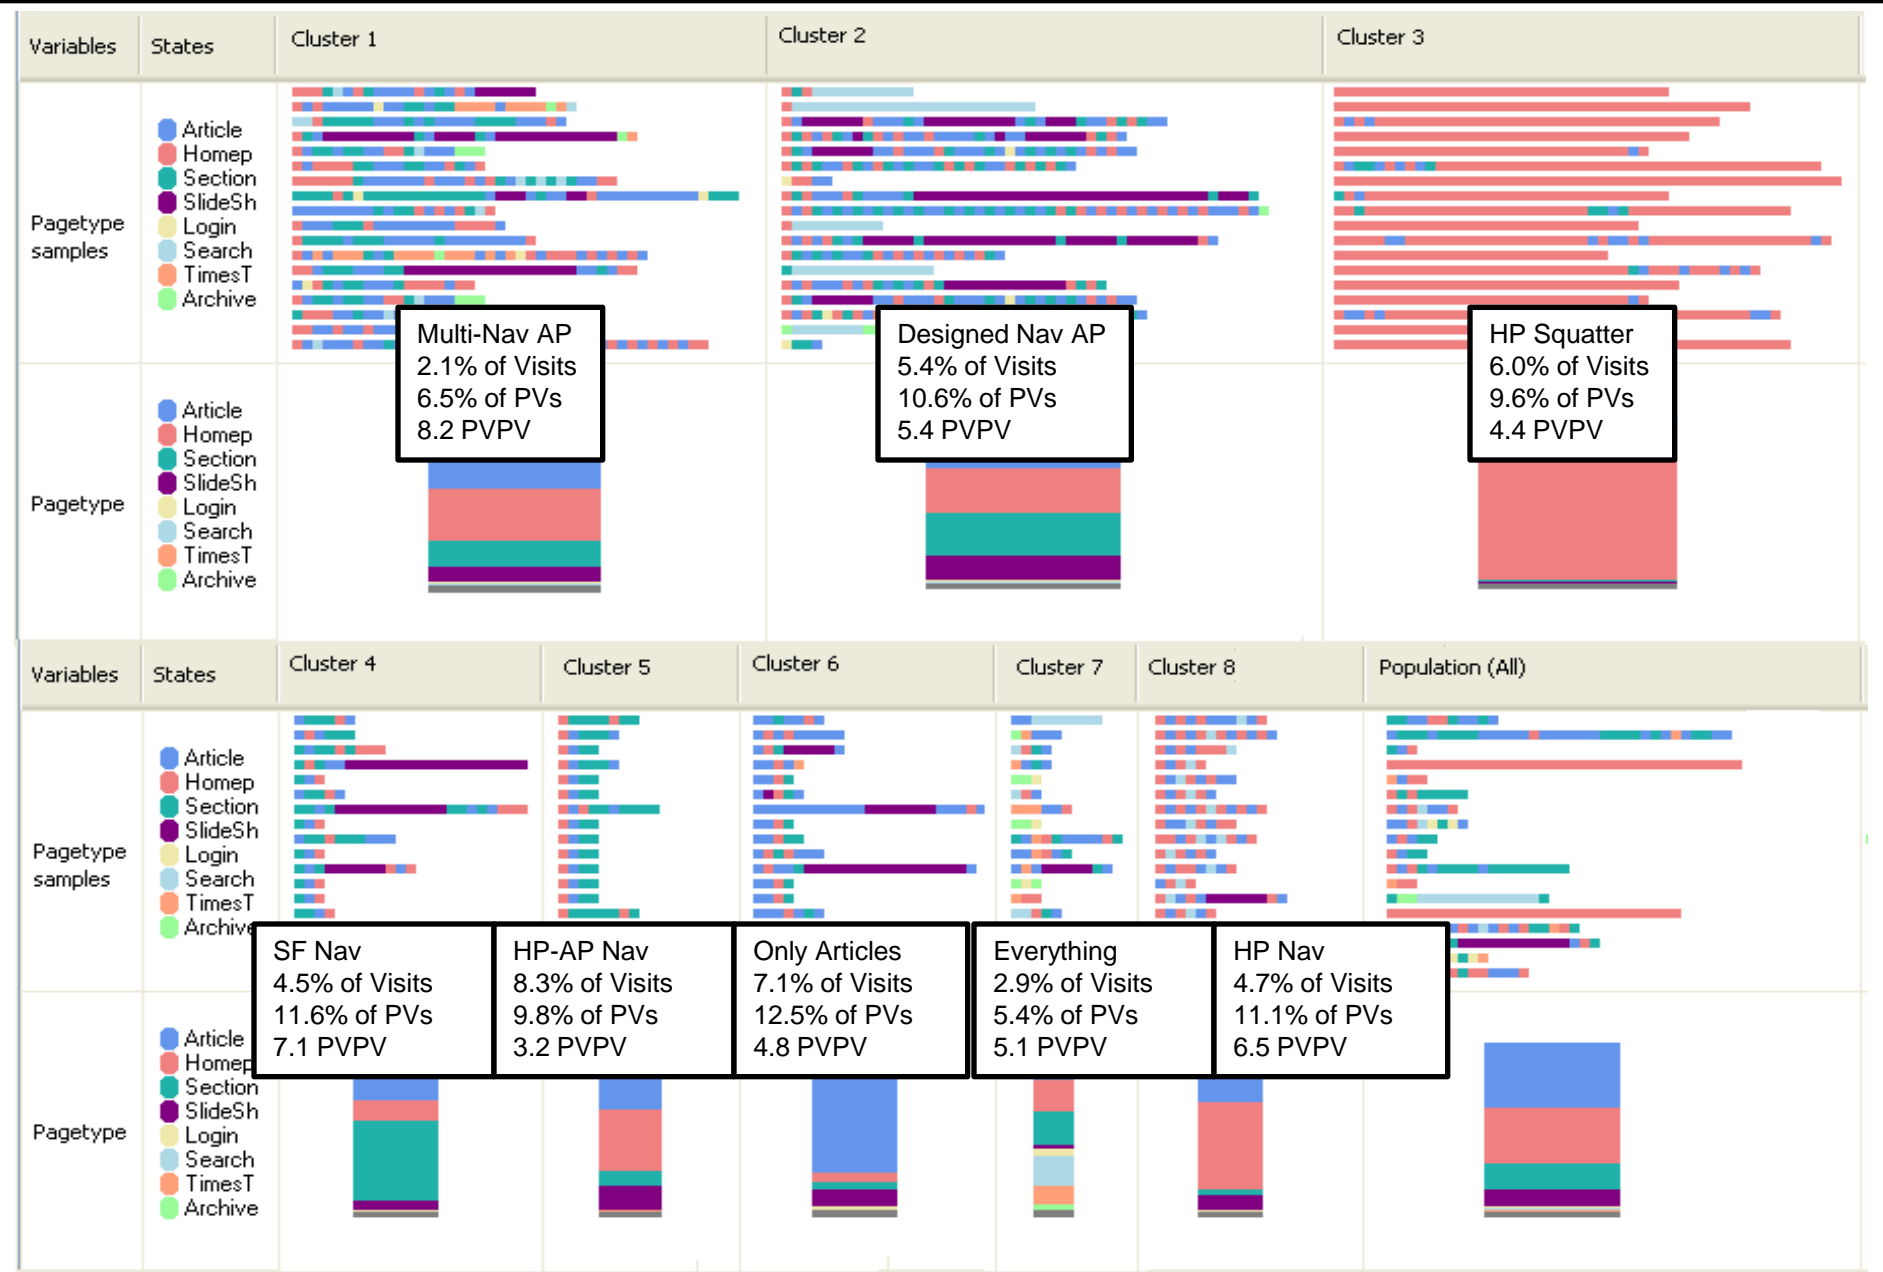 Variables States Cluster 1 Cluster 2 Cluster 3
Pagetype
samples
Article
Homep
Section
SlideSh
Login
Search
TimesT
Archive
Multi-Nav AP
2.1% of Visits
6.5% of PVs
8.2 PVPV
Designed Nav AP
5.4% of Visits
10.6% of PVs
5.4 PVPV
HP Squatter
6.0% of Visits
9.6% of PVs
4.4 PVPV
Pagetype
Article
Homep
Section
SlideSh
Login
Search
TimesT
Archive
Variables States Cluster 4 Cluster 5 Cluster 6 Cluster 7 Cluster 8 Population (All)
Pagetype
samples
Article
Homep
Section
SlideSh
Login
Search
TimesT
Archive
SF Nav
4.5% of Visits
11.6% of PVs
7.1 PVPV
HP-AP Nav
8.3% of Visits
9.8% of PVs
3.2 PVPV
Only Articles
7.1% of Visits
12.5% of PVs
4.8 PVPV
Everything
2.9% of Visits
5.4% of PVs
5.1 PVPV
HP Nav
4.7% of Visits
11.1% of PVs
6.5 PVPV
Pagetype
Article
Homep
Section
SlideSh
Login
Search
TimesT
Archive